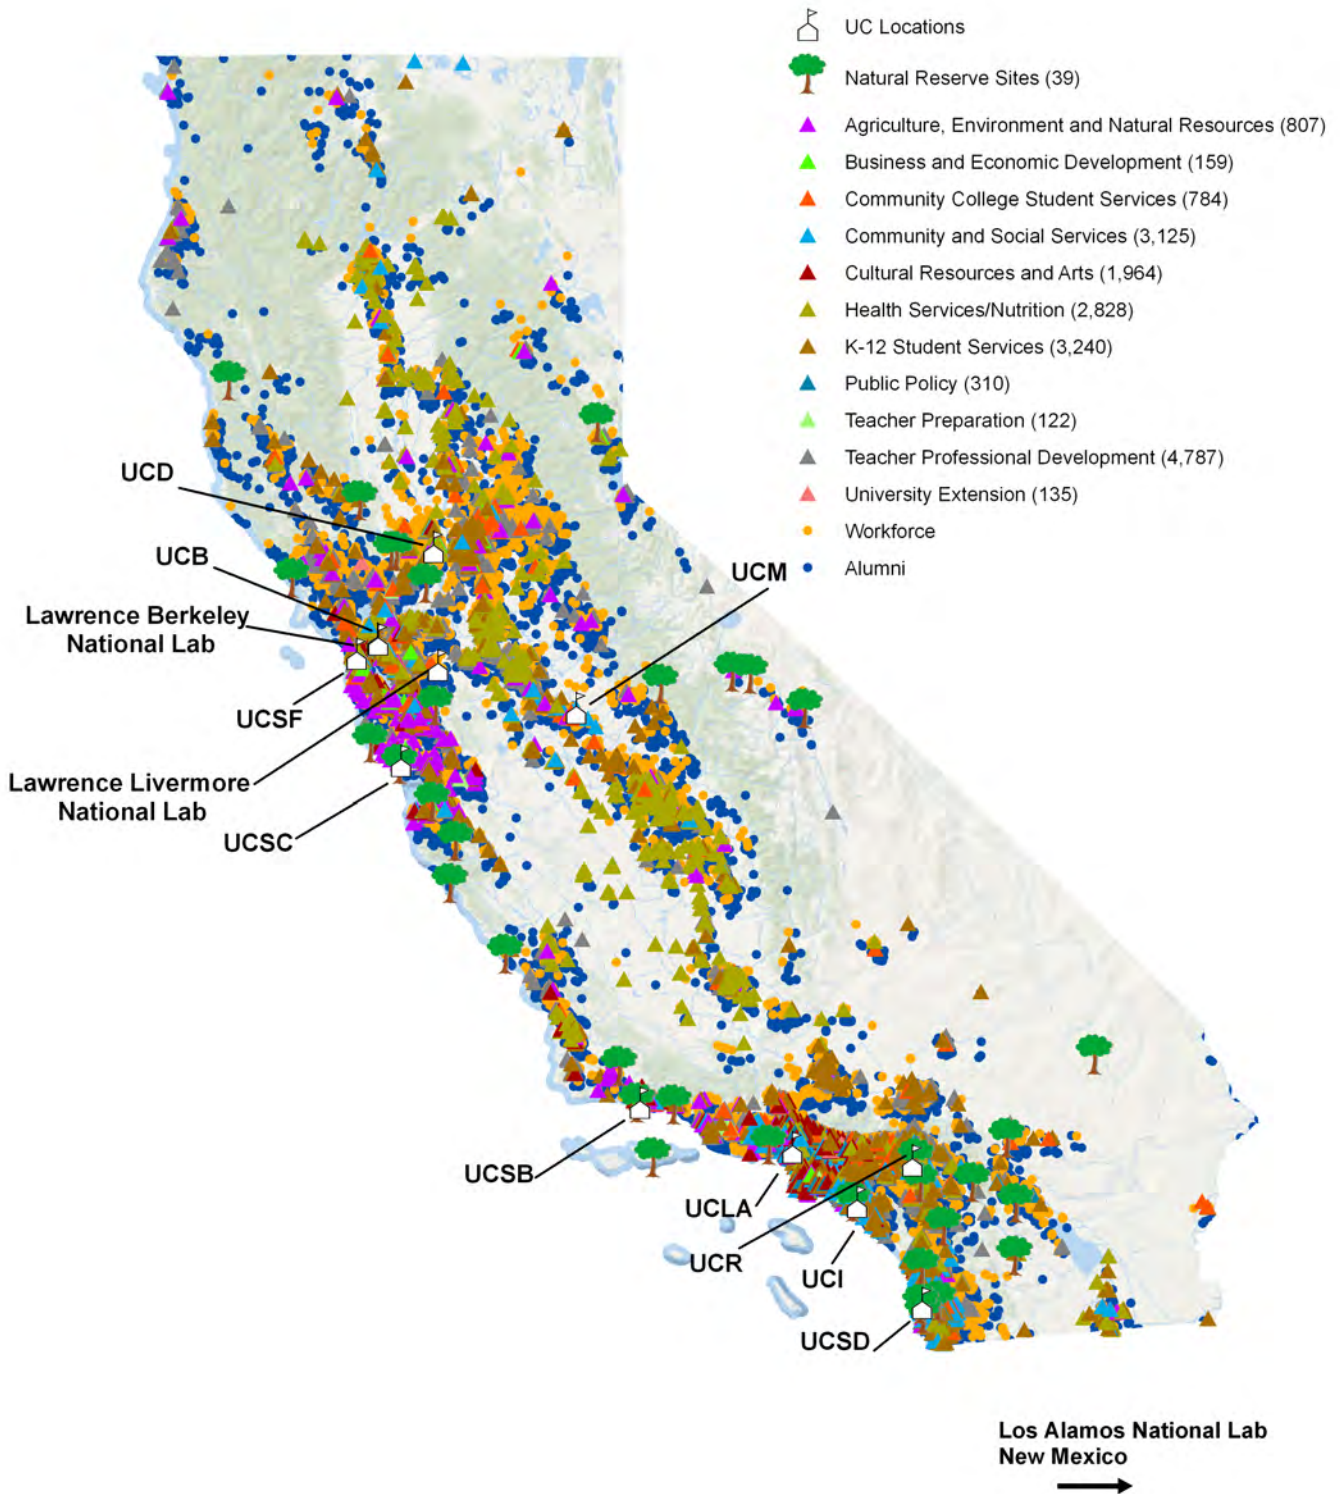 UC Locations
Natural Reserve Sites (39)
Agriculture, Environment and Natural Resources (807)
Business and Economic Development (159)
Community College Student Services (784)
Community and Social Services (3,125)
Cultural Resources and Arts (1,964)
Health Services/Nutrition (2,828)
K-12 Student Services (3,240)
Public Policy (310)
Teacher Preparation (122)
Teacher Professional Development (4,787)
University Extension (135)
Workforce
Alumni
UCD
UCB
UCM
Lawrence Berkeley
National Lab
UCSF
Lawrence Livermore
National Lab
UCSC
UCSB
UCLA
UCR
UCI
UCSD
Los Alamos National Lab
New Mexico